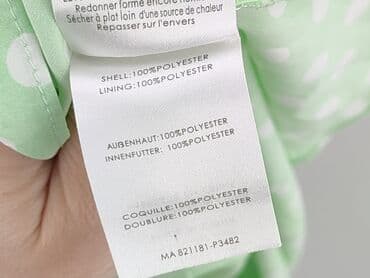 Redonner forme encore humide
Sécher à plat loin d'une source de chaleur
Repasser sur l'envers
SHELL:100%POLYESTER
LINING:100%POLYESTER
AUßENHAUT:100%POLYESTER
INNENFUTTER: 100%POLYESTER
COQUILLE:100%POLYESTER
DOUBLURE:100%POLYESTER
MA 821181-P3482